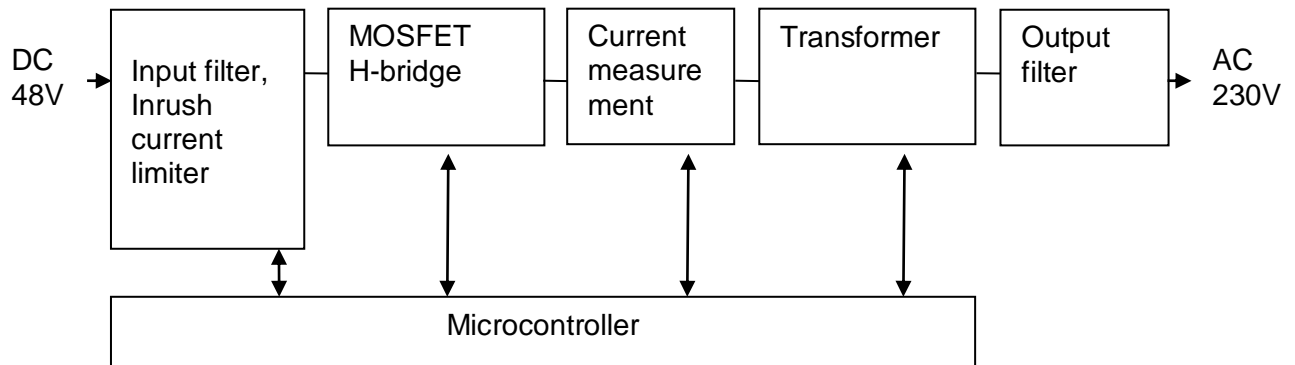 DC
48V
Input filter,
Inrush
current
limiter
MOSFET
H-bridge
Current
measure
ment
Transformer
Output
filter
AC
230V
Microcontroller